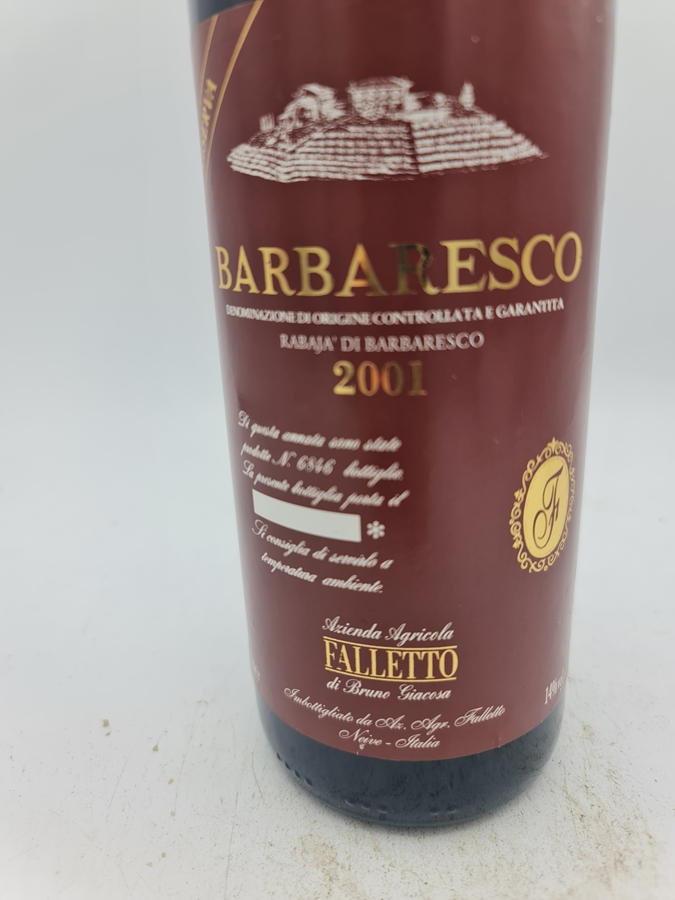 BARBARESCO
DENOMINAZIONE DI ORIGINE CONTROLLATA E GARANTITA
RABAJA' DI BARBARESCO
2001
Di questa annata sono state
prodotte N. 6846 bottiglie.
La presente bottiglia porta il
*
Si consiglia di servirlo a
temperatura ambiente.
F
Azienda Agricola
FALLETTO
di Bruno Giacosa
Imbottigliato da Az. Agr. Falletto
Neive - Italia
14%